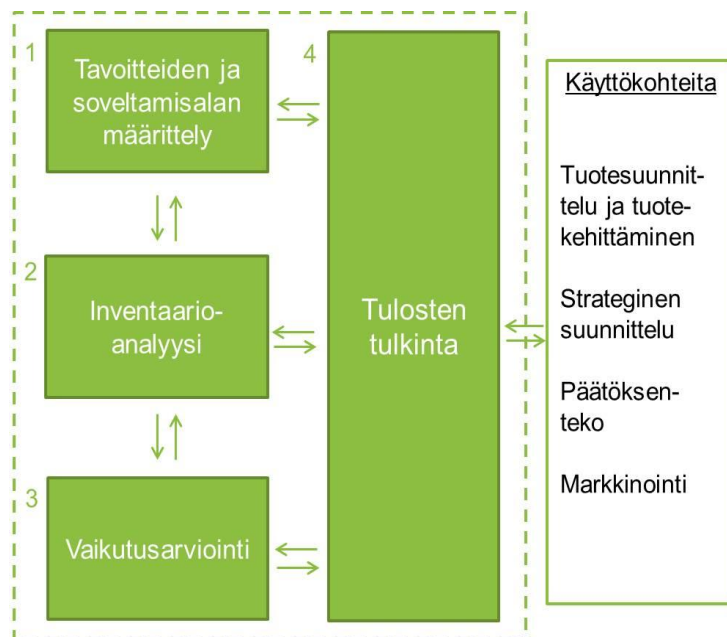 1
Tavoitteiden ja
soveltamisalan
määrittely
2
Inventaario-
analyysi
3
Vaikutusarviointi
4
Tulosten
tulkinta
Käyttökohteita
Tuotesuunnit-
telu ja tuote-
kehittäminen
Strateginen
suunnittelu
Päätöksen-
teko
Markkinointi